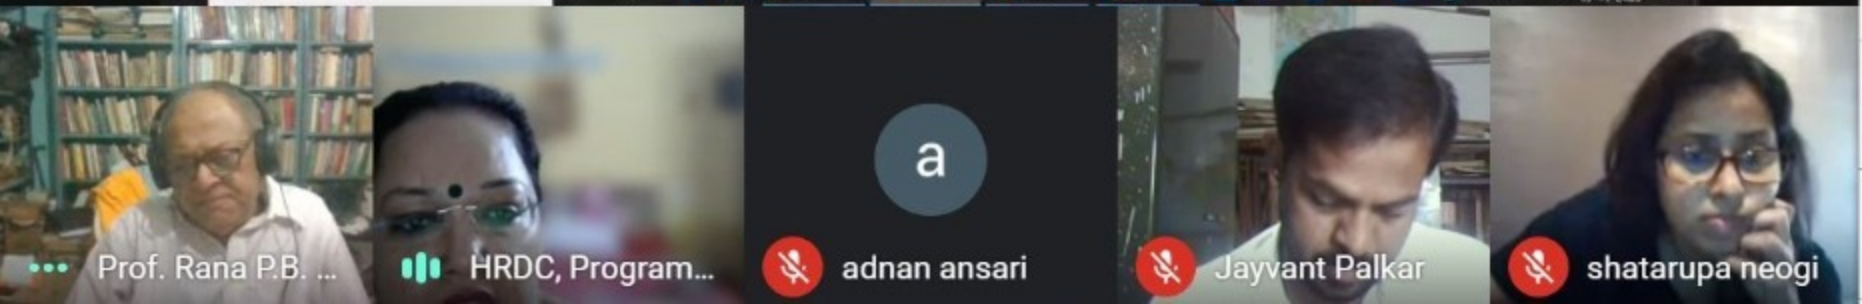 a
Prof. Rana P.B. ...
HRDC, Program...
adnan ansari
Jayvant Palkar
shatarupa neogi